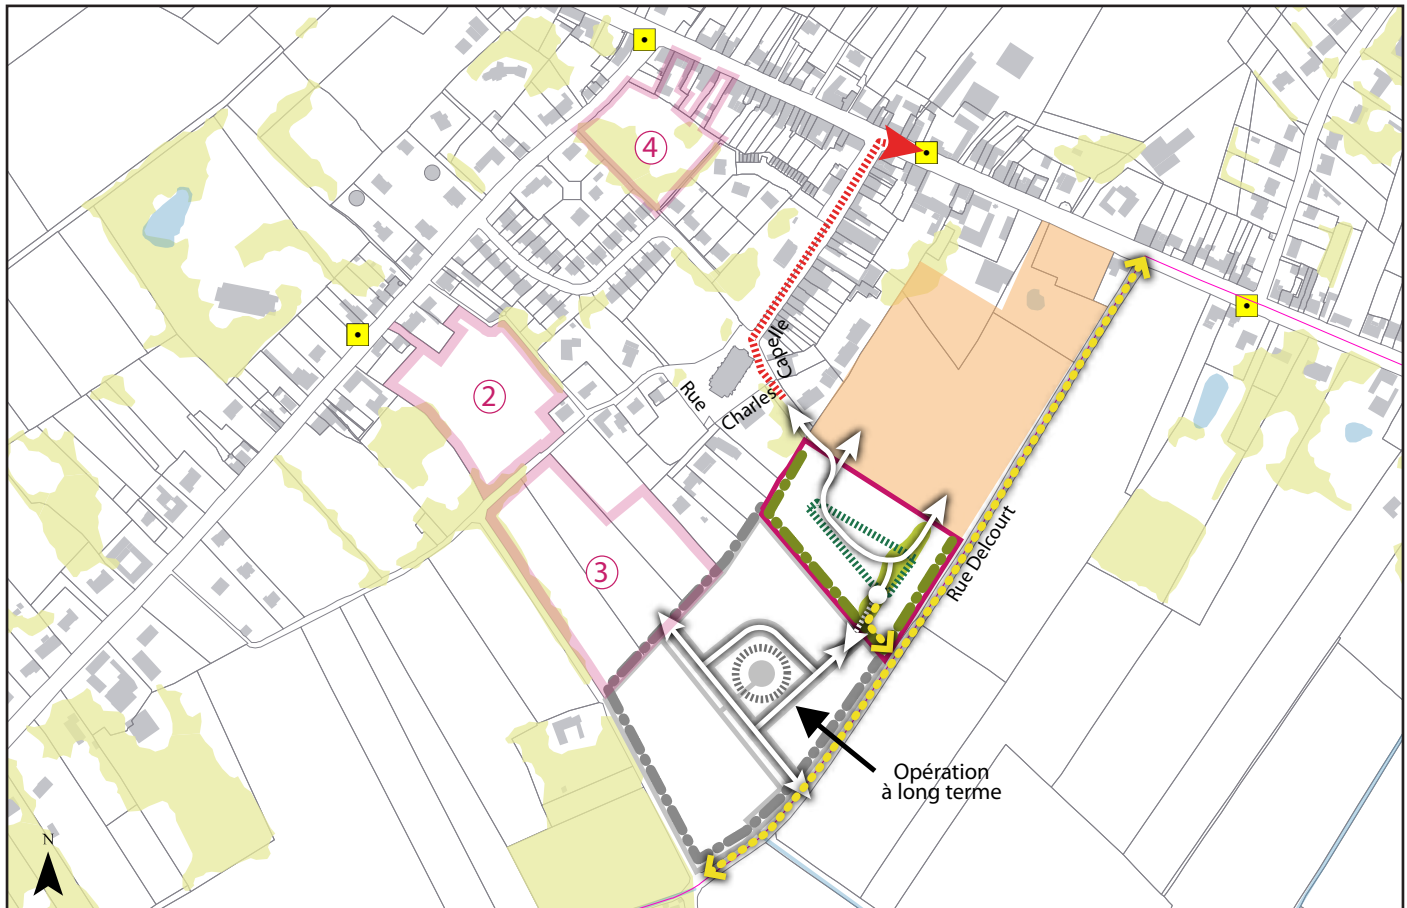 4
2
Rue
Charles
Capelle
3
Rue Delcourt
Opération
à long terme
N